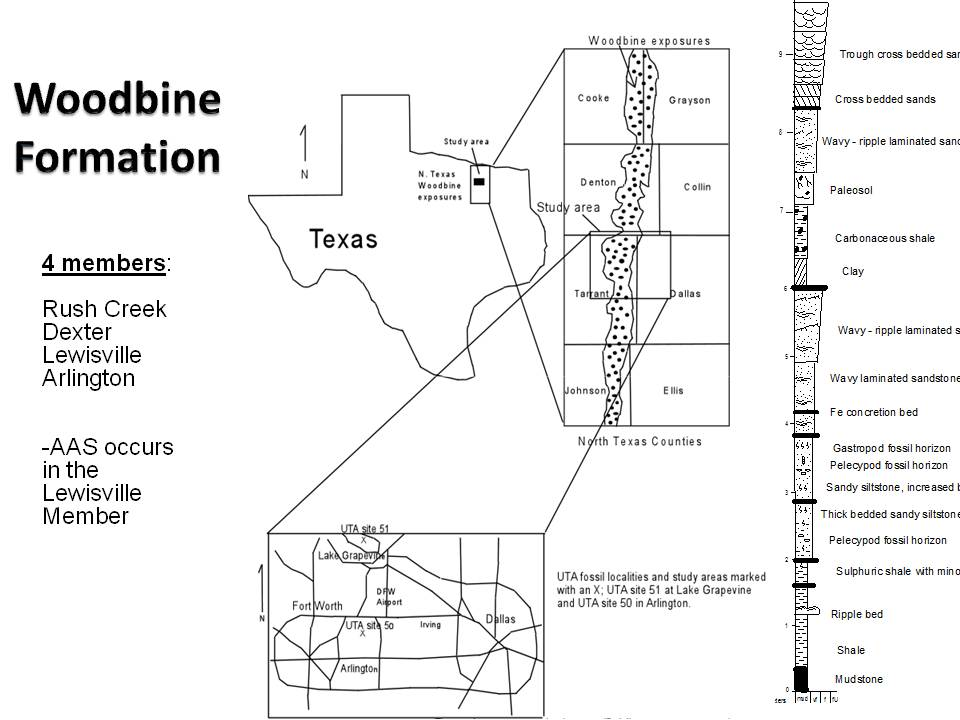 Woodbine
Formation
4 members:
Rush Creek
Dexter
Lewisville
Arlington
-AAS occurs
in the
Lewisville
Member
Texas
N
Study area
N. Texas
Woodbine
exposures
Woodbine exposures
Cooke
Grayson
Denton
Collin
Study area
Tarrant
Dallas
Johnson
Ellis
North Texas Counties
UTA site 51
X
Lake Grapevine
DFW
Airport
Fort Worth
Dallas
UTA site 50
X
Irving
Arlington
N
UTA fossil localities and study areas marked
with an X; UTA site 51 at Lake Grapevine
and UTA site 50 in Arlington.
9
Trough cross bedded san
Cross bedded sands
8
Wavy - ripple laminated sand
Paleosol
7
Carbonaceous shale
Clay
6
Wavy - ripple laminated s
5
Wavy laminated sandstone
Fe concretion bed
4
Gastropod fossil horizon
Pelecypod fossil horizon
Sandy siltstone, increased b
3
Thick bedded sandy siltstone
Pelecypod fossil horizon
2
Sulphuric shale with mino
Ripple bed
1
Shale
Mudstone
0
mud vf f